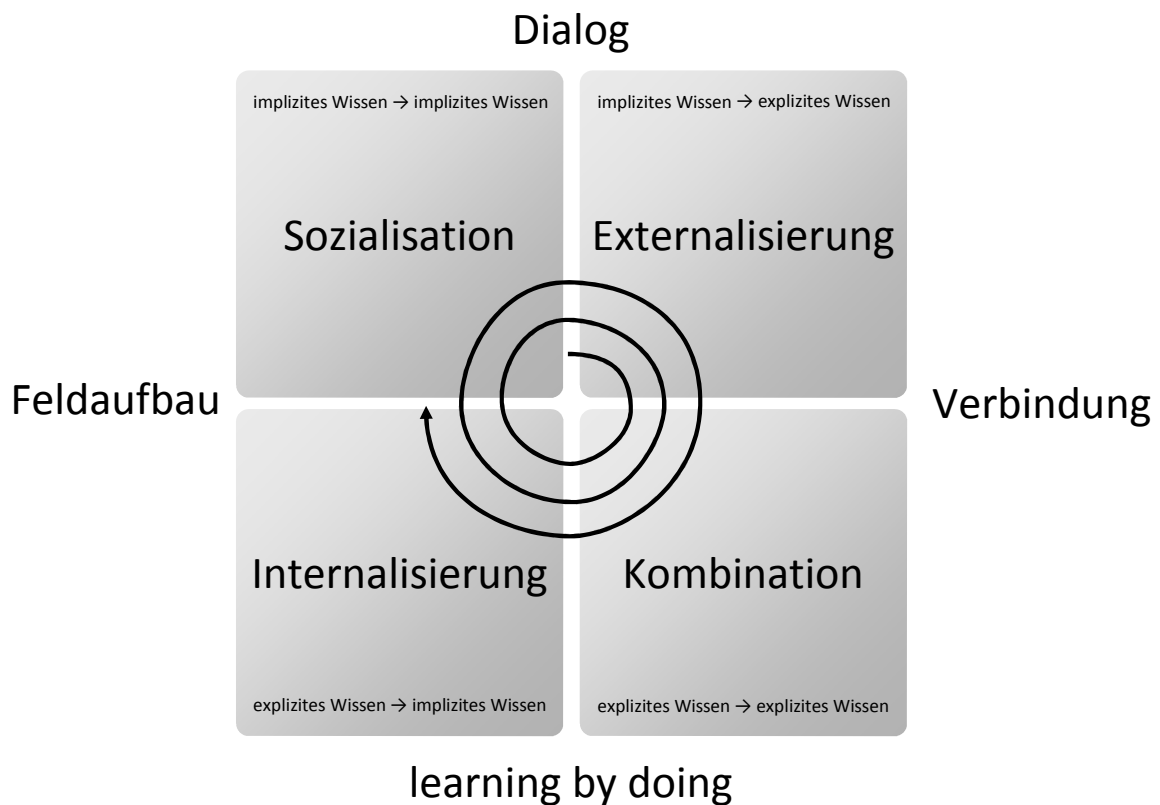 Dialog
implizites Wissen → implizites Wissen
implizites Wissen → explizites Wissen
Sozialisation
Externalisierung
Feldaufbau
Verbindung
Internalisierung
Kombination
explizites Wissen → implizites Wissen
explizites Wissen → explizites Wissen
learning by doing